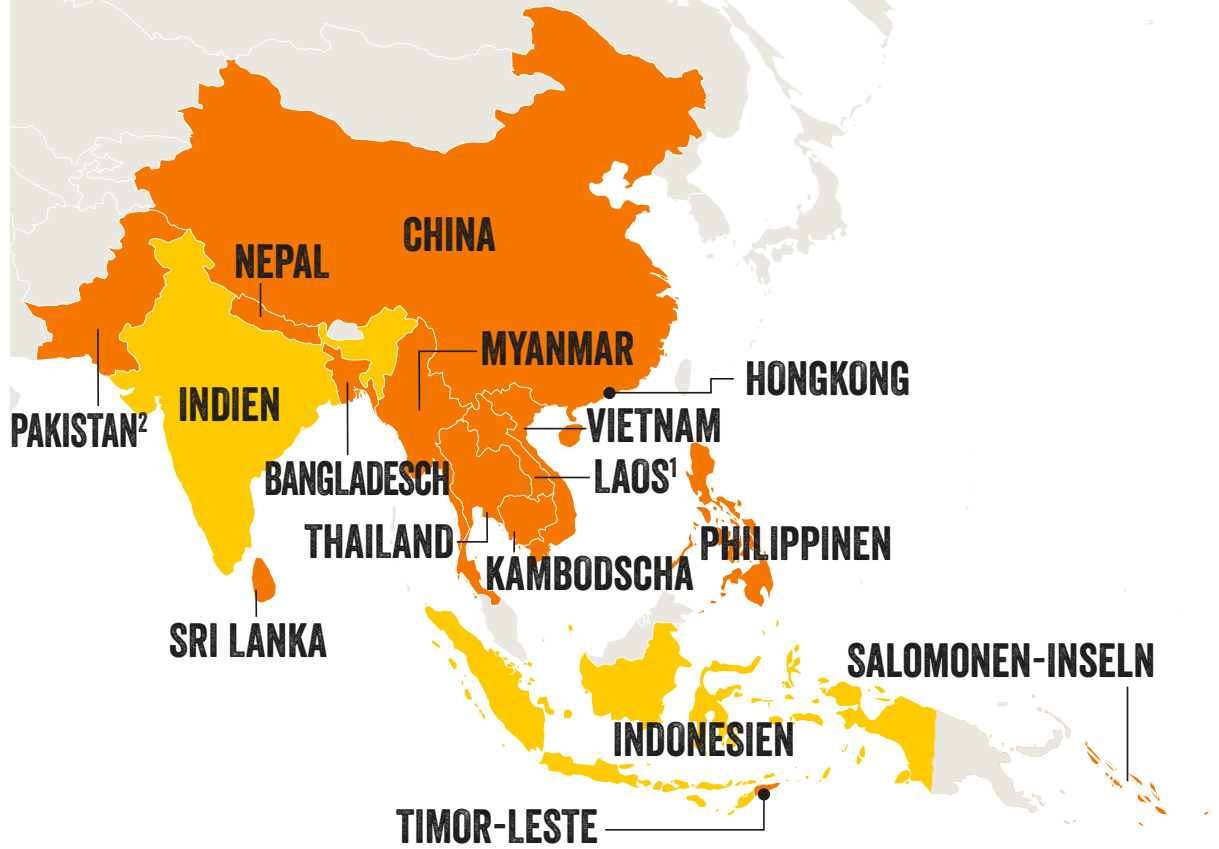 CHINA
NEPAL
MYANMAR
HONGKONG
INDIEN
PAKISTAN²
VIETNAM
BANGLADESCH
LAOS¹
THAILAND
PHILIPPINEN
KAMBODSCHA
SRI LANKA
SALOMONEN-INSELN
INDONESIEN
TIMOR-LESTE